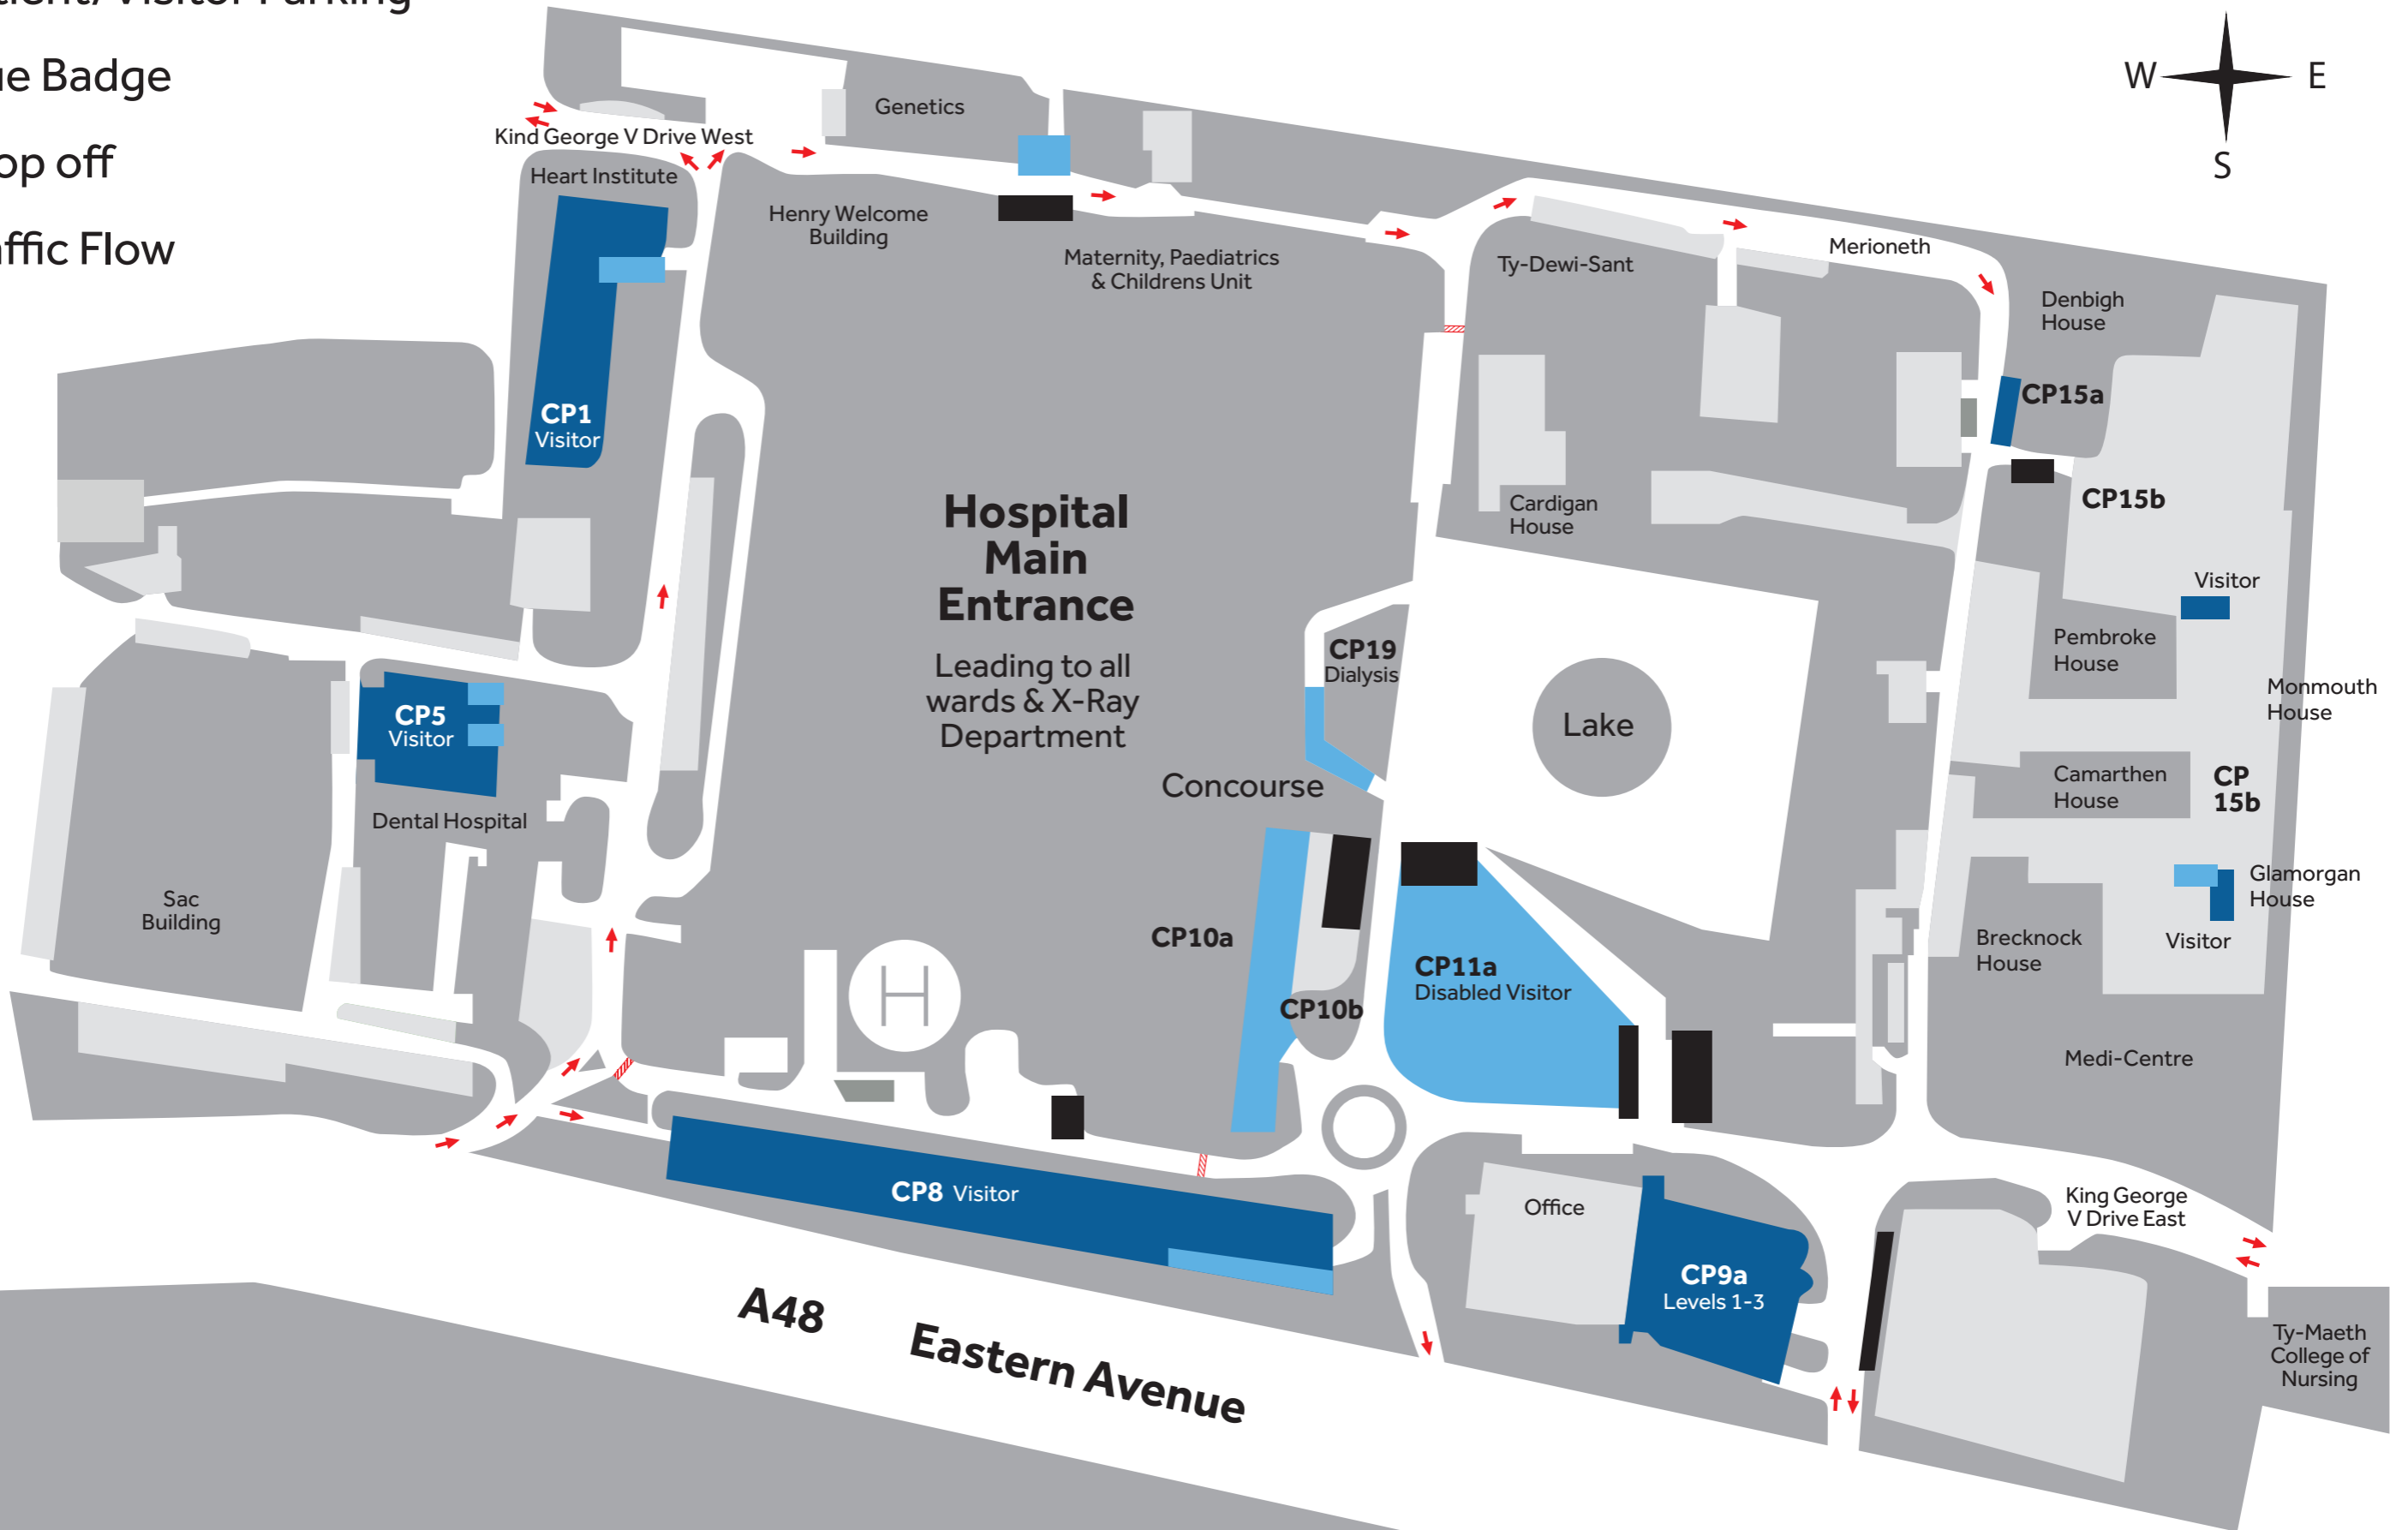 Visitor Parking
Badge
off
Flow
W
E
S
Genetics
Kind George V Drive West
Heart Institute
Henry Welcome
Building
Maternity, Paediatrics
& Childrens Unit
Ty-Dewi-Sant
Merioneth
Denbigh
House
CP15a
CP1
Visitor
CP15b
Cardigan
House
Hospital
Main
Entrance
Leading to all
wards & X-Ray
Department
Visitor
Pembroke
House
CP19
Dialysis
Monmouth
House
Lake
CP5
Visitor
Concourse
Camarthen
House
CP
15b
Dental Hospital
Glamorgan
House
Sac
Building
CP10a
CP11a
Disabled Visitor
Brecknock
House
Visitor
H
CP10b
Medi-Centre
CP8 Visitor
Office
King George
V Drive East
CP9a
Levels 1-3
A48 Eastern Avenue
Ty-Maeth
College of
Nursing